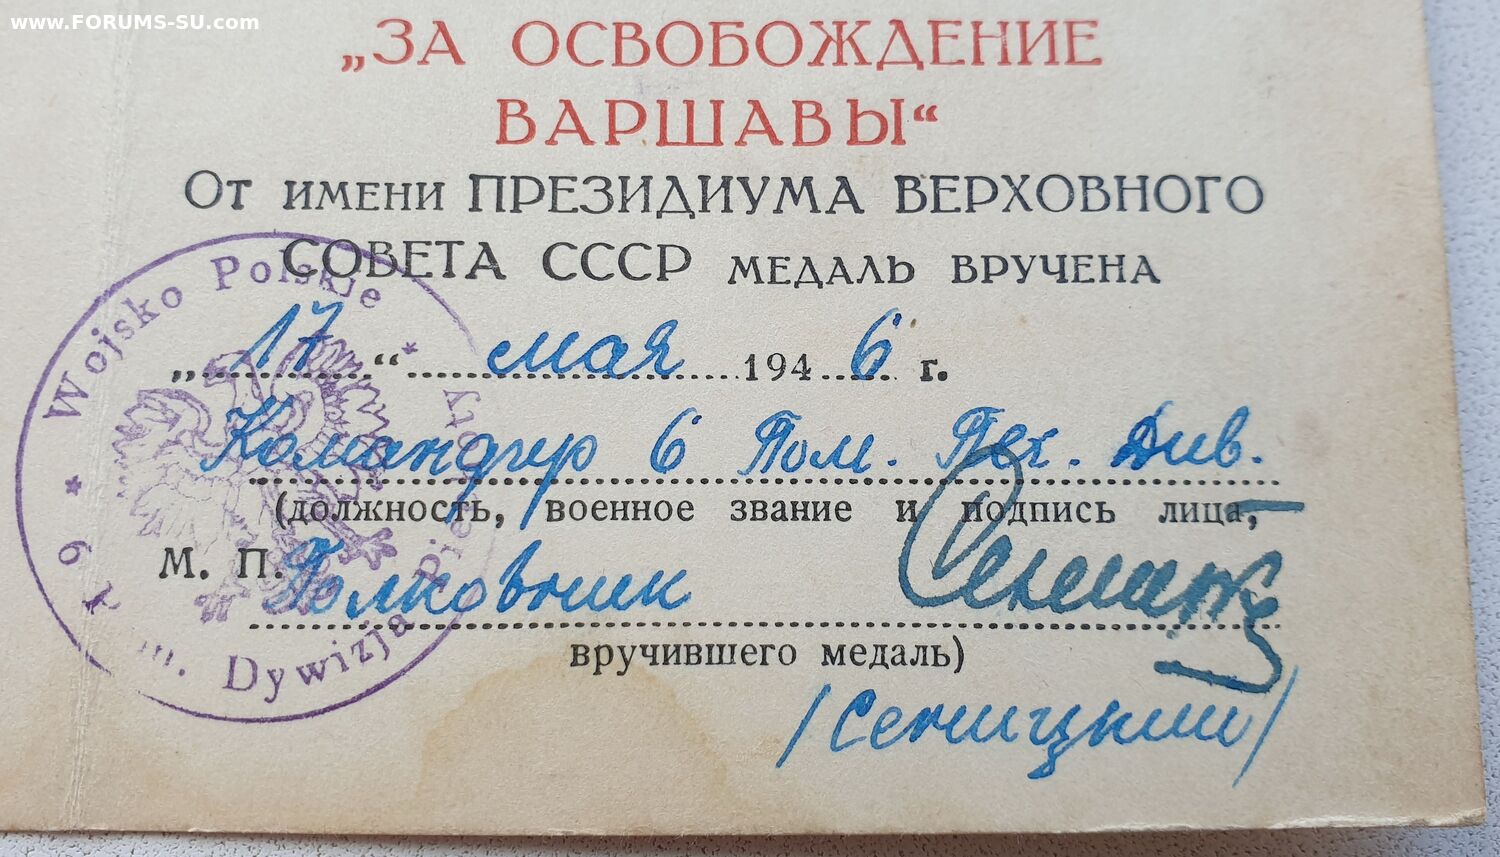 www.FORUMS-SU.com
„ЗА ОСВОБОЖДЕНИЕ
ВАРШАВЫ“
От имени ПРЕЗИДИУМА ВЕРХОВНОГО
СОВЕТА СССР медаль вручена
„17“ мая 1946 г.
Командир 6 Пом. Пех. Див.
(должность, военное звание и подпись лица,
М. П. Полковник
вручившего медаль)
/Сеницкий/
* Wojsko Polskie *
Dywizja